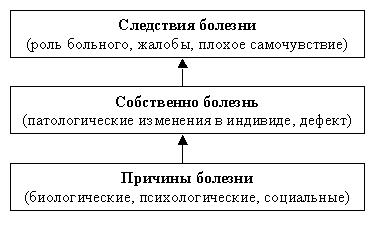 Следствия болезни
(роль больного, жалобы, плохое самочувствие)
Собственно болезнь
(патологические изменения в индивиде, дефект)
Причины болезни
(биологические, психологические, социальные)